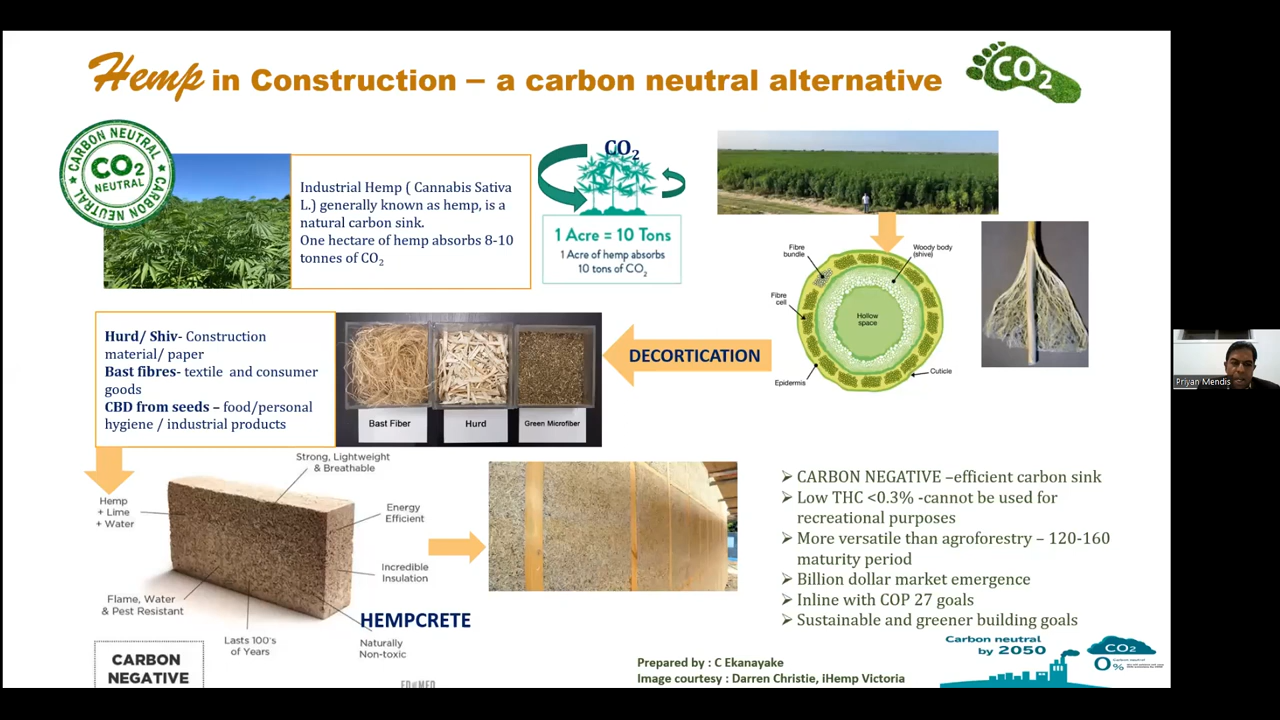 Hemp in Construction – a carbon neutral alternative
CO2
CARBON NEUTRAL
CO2
NEUTRAL
CARBON NEUTRAL
Industrial Hemp ( Cannabis Sativa
L.) generally known as hemp, is a
natural carbon sink.
One hectare of hemp absorbs 8-10
tonnes of CO2
CO2
1 Acre = 10 Tons
1 Acre of hemp absorbs
10 tons of CO2
Fibre
bundle
Woody body
(shive)
Fibre
cell
Hollow
space
Epidermis
Cuticle
DECORTICATION
Hurd/ Shiv- Construction
material/ paper
Bast fibres- textile and consumer
goods
CBD from seeds – food/personal
hygiene / industrial products
Bast Fiber
Hurd
Green Microfiber
Priyan Mendis
Strong, Lightweight
& Breathable
Hemp
+ Lime
+ Water
Energy
Efficient
Incredible
Insulation
Flame, Water
& Pest Resistant
Lasts 100's
of Years
Naturally
Non-toxic
HEMPCRETE
CARBON
NEGATIVE
➢ CARBON NEGATIVE –efficient carbon sink
➢ Low THC <0.3% -cannot be used for
recreational purposes
➢ More versatile than agroforestry – 120-160
maturity period
➢ Billion dollar market emergence
➢ Inline with COP 27 goals
➢ Sustainable and greener building goals
Prepared by : C Ekanayake
Image courtesy : Darren Christie, iHemp Victoria
Carbon neutral
by 2050
CO2
0%
Carbon neutral